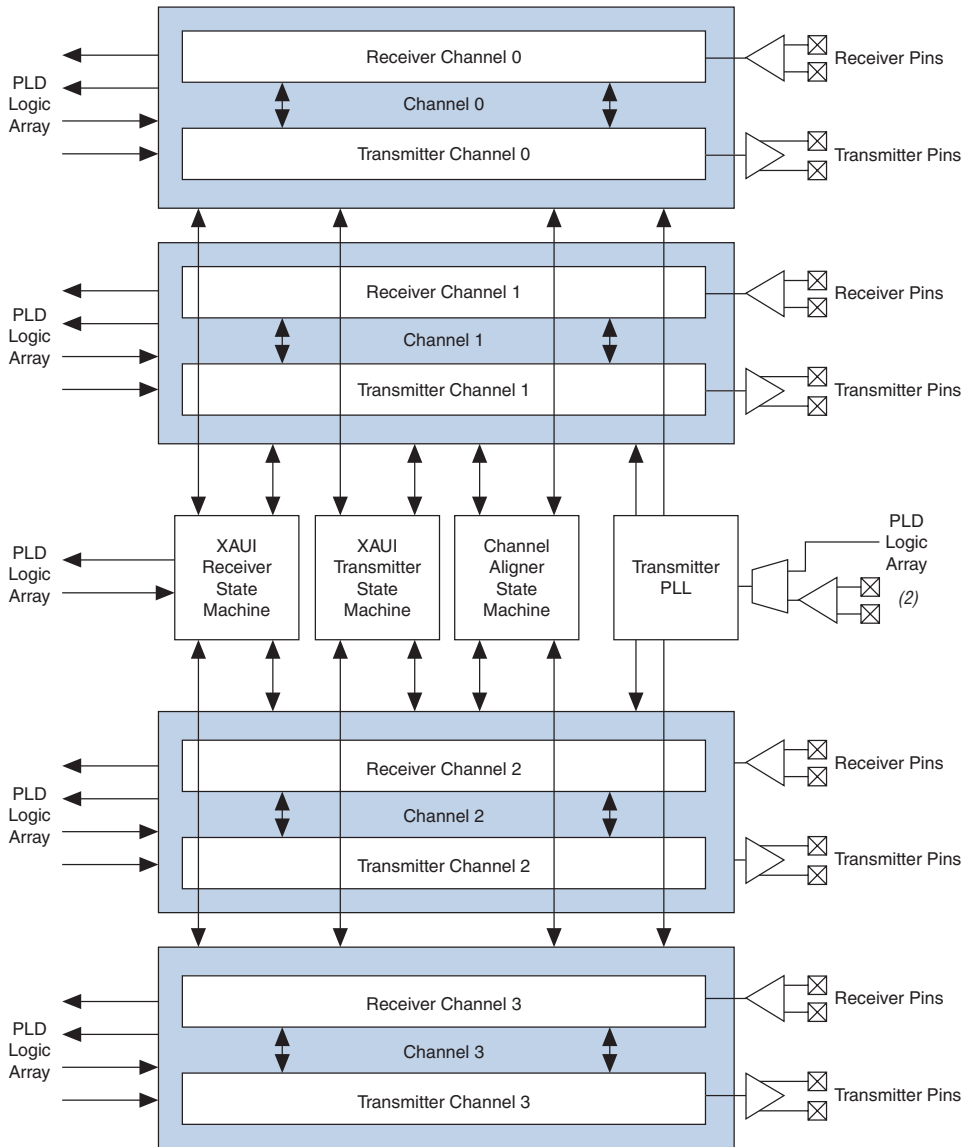 PLD
Logic
Array
Receiver Channel 0
Channel 0
Transmitter Channel 0
Receiver Pins
Transmitter Pins
PLD
Logic
Array
Receiver Channel 1
Channel 1
Transmitter Channel 1
Receiver Pins
Transmitter Pins
PLD
Logic
Array
XAUI
Receiver
State
Machine
XAUI
Transmitter
State
Machine
Channel
Aligner
State
Machine
Transmitter
PLL
PLD
Logic
Array
(2)
PLD
Logic
Array
Receiver Channel 2
Channel 2
Transmitter Channel 2
Receiver Pins
Transmitter Pins
PLD
Logic
Array
Receiver Channel 3
Channel 3
Transmitter Channel 3
Receiver Pins
Transmitter Pins